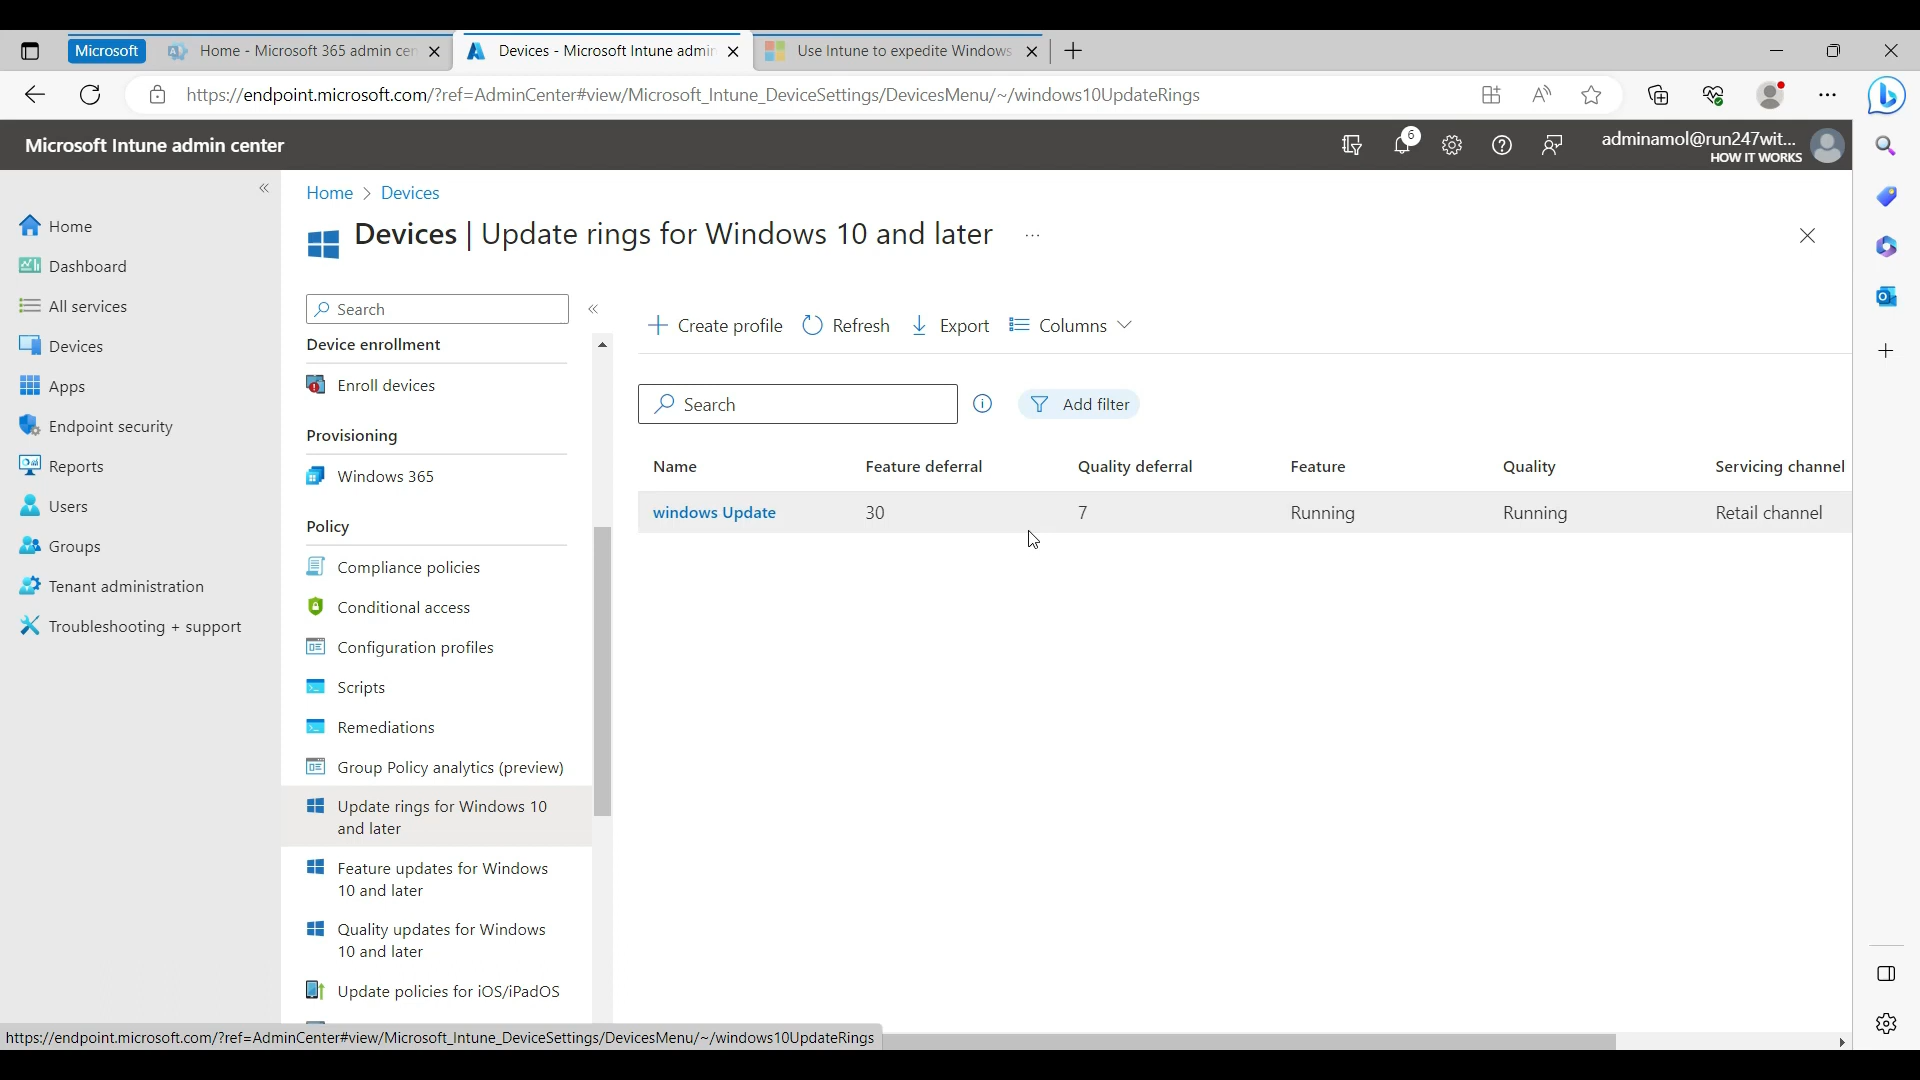 Microsoft
Home - Microsoft 365 admin cen
Devices - Microsoft Intune admin
Use Intune to expedite Windows
https://endpoint.microsoft.com/?ref=AdminCenter#view/Microsoft_Intune_DeviceSettings/DevicesMenu/~/windows10UpdateRings
Microsoft Intune admin center
6
adminamol@run247wit...
HOW IT WORKS
Home
Dashboard
All services
Devices
Apps
Endpoint security
Reports
Users
Groups
Tenant administration
Troubleshooting + support
Home > Devices
Devices | Update rings for Windows 10 and later ...
Search
Device enrollment
Enroll devices
Provisioning
Windows 365
Policy
Compliance policies
Conditional access
Configuration profiles
Scripts
Remediations
Group Policy analytics (preview)
Update rings for Windows 10
and later
Feature updates for Windows
10 and later
Quality updates for Windows
10 and later
Update policies for iOS/iPadOS
Create profile Refresh Export Columns
Search Add filter
Name Feature deferral Quality deferral Feature Quality Servicing channel
windows Update 30 7 Running Running Retail channel
https://endpoint.microsoft.com/?ref=AdminCenter#view/Microsoft_Intune_DeviceSettings/DevicesMenu/~/windows10UpdateRings